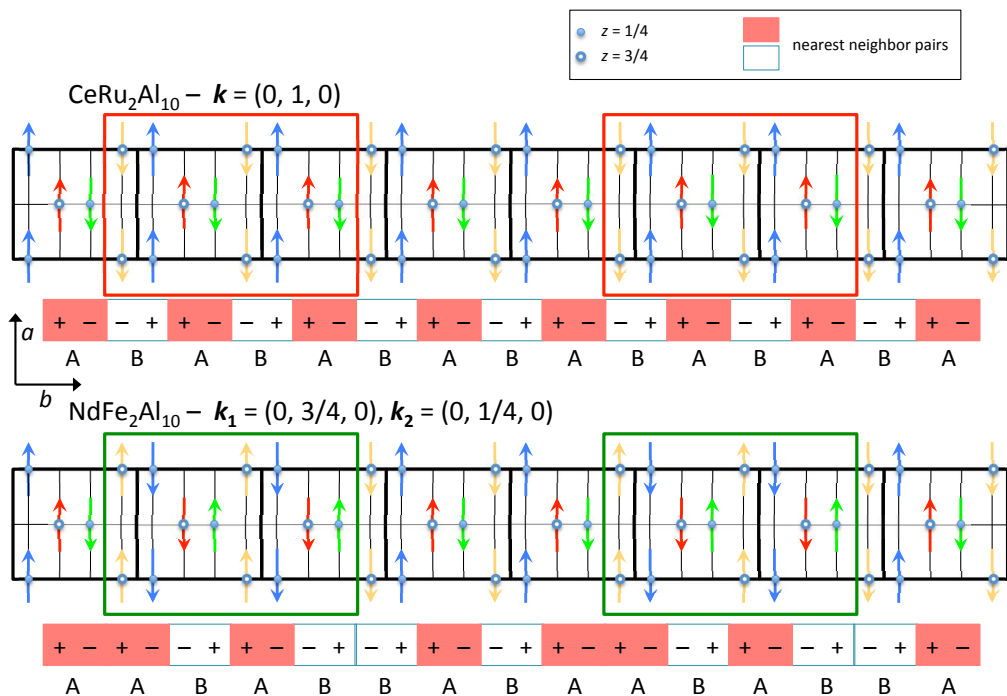 z = 1/4
z = 3/4
nearest neighbor pairs
CeRu₂Al₁₀ – k = (0, 1, 0)
+ − − + + − − + + − − + + − − + + − − + + − − + + − − + + −
A B A B A B A B A B A B A B A
a
b
NdFe₂Al₁₀ – k₁ = (0, 3/4, 0), k₂ = (0, 1/4, 0)
+ − + − − + + − − + − + + − − + + − + − − + + − − + − + + −
A A B A B B A B A A B A B B A